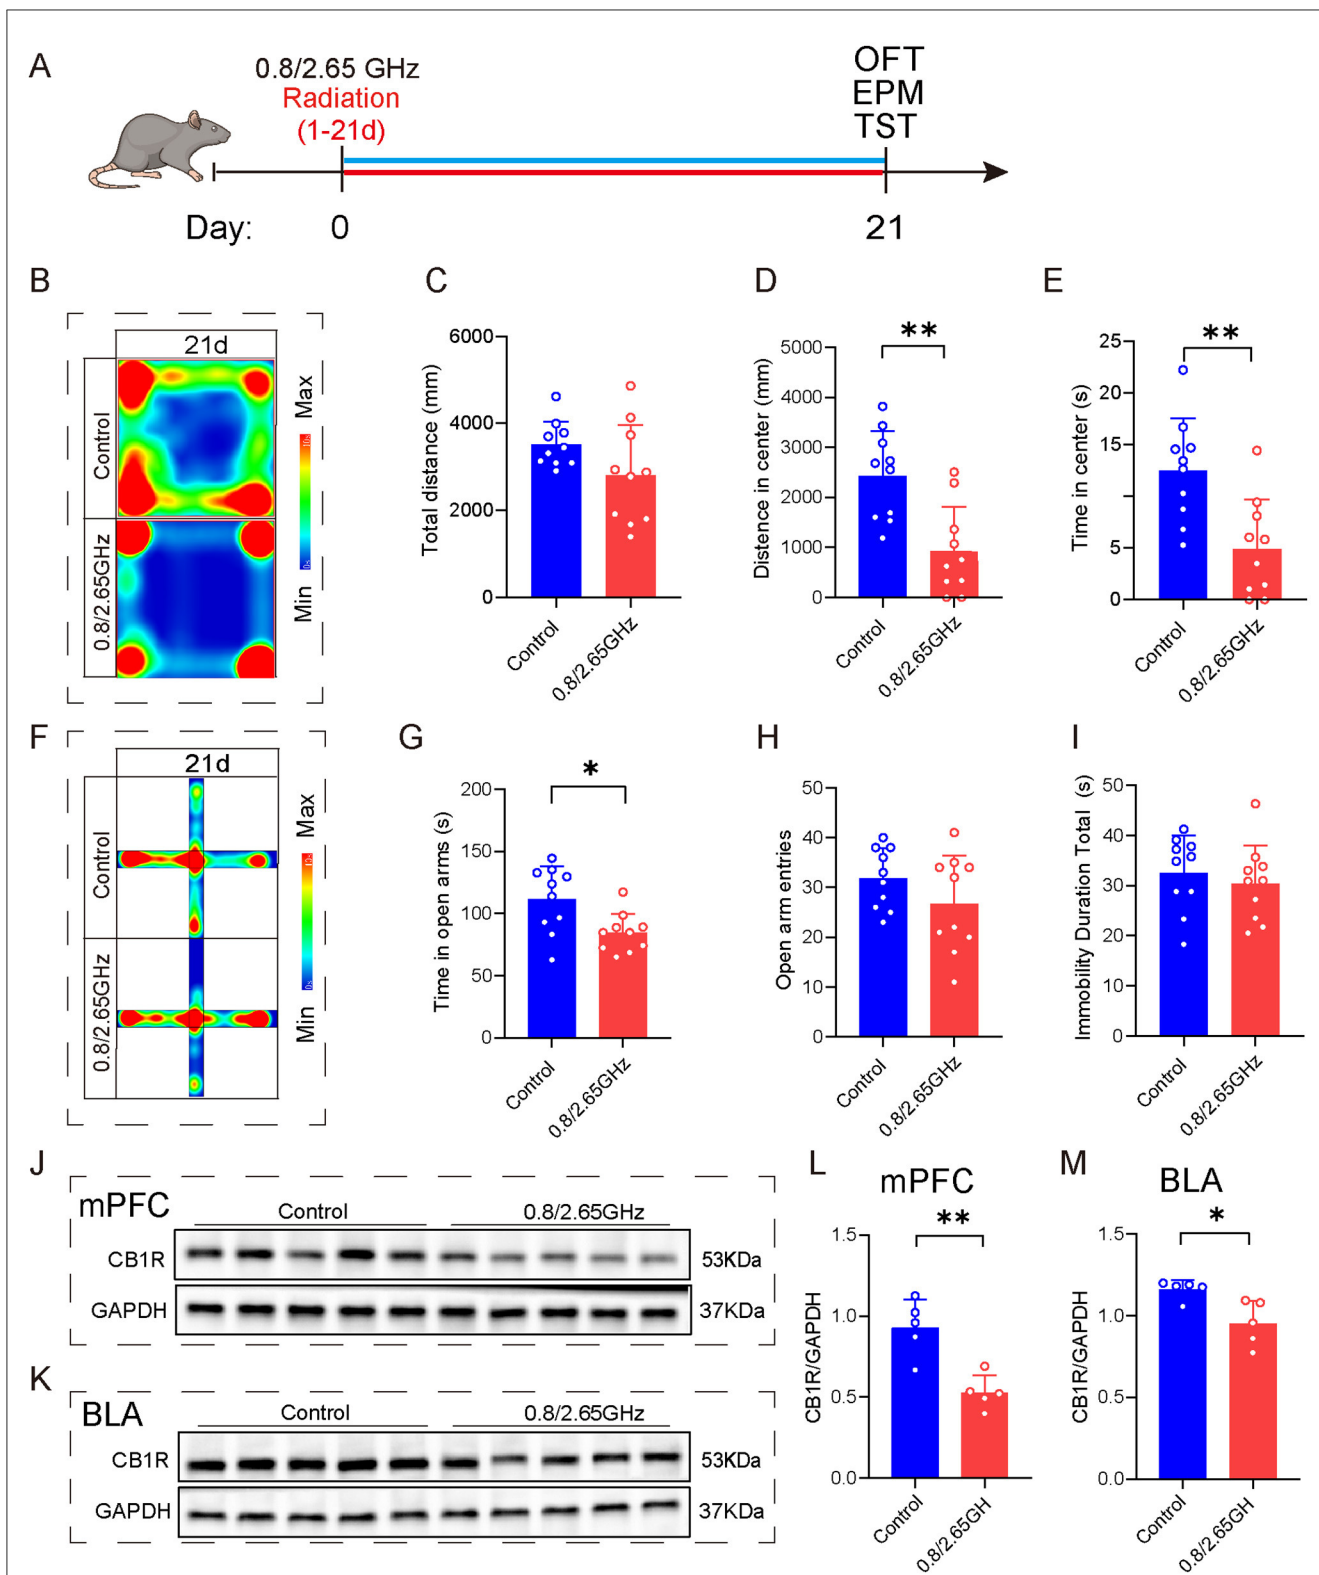 A
0.8/2.65 GHz
Radiation
(1-21d)
OFT
EPM
TST
Day:
0
21
B
21d
Control
0.8/2.65GHz
Max
Min
C
Total distance (mm)
6000
4000
2000
0
Control
0.8/2.65GHz
D
Distence in center (mm)
5000
4000
3000
2000
1000
0
**
Control
0.8/2.65GHz
E
Time in center (s)
25
15
5
0
**
Control
0.8/2.65GHz
F
21d
Control
0.8/2.65GHz
Max
Min
G
Time in open arms (s)
200
150
100
50
0
*
Control
0.8/2.65GHz
H
Open arm entries
50
40
30
20
10
0
Control
0.8/2.65GHz
I
Immobility Duration Total (s)
50
40
30
20
10
0
Control
0.8/2.65GHz
J
mPFC
Control
0.8/2.65GHz
CB1R
53KDa
GAPDH
37KDa
K
BLA
Control
0.8/2.65GHz
CB1R
53KDa
GAPDH
37KDa
L
mPFC
**
CB1R/GAPDH
1.5
1.0
0.5
0.0
Control
0.8/2.65GH
M
BLA
*
CB1R/GAPDH
1.5
1.0
0.5
0.0
Control
0.8/2.65GH